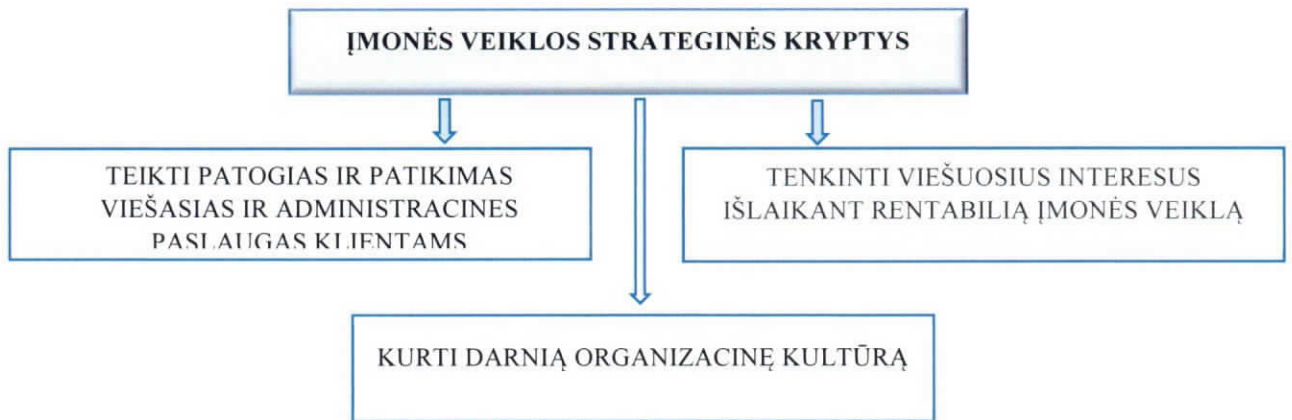 ĮMONĖS VEIKLOS STRATEGINĖS KRYPTYS
TEIKTI PATOGIAS IR PATIKIMAS
VIEŠASIAS IR ADMINISTRACINES
PASLAUGAS KLIENTAMS
TENKINTI VIEŠUOSIUS INTERESUS
IŠLAIKANT RENTABILIĄ ĮMONĖS VEIKLĄ
KURTI DARNIĄ ORGANIZACINĘ KULTŪRĄ